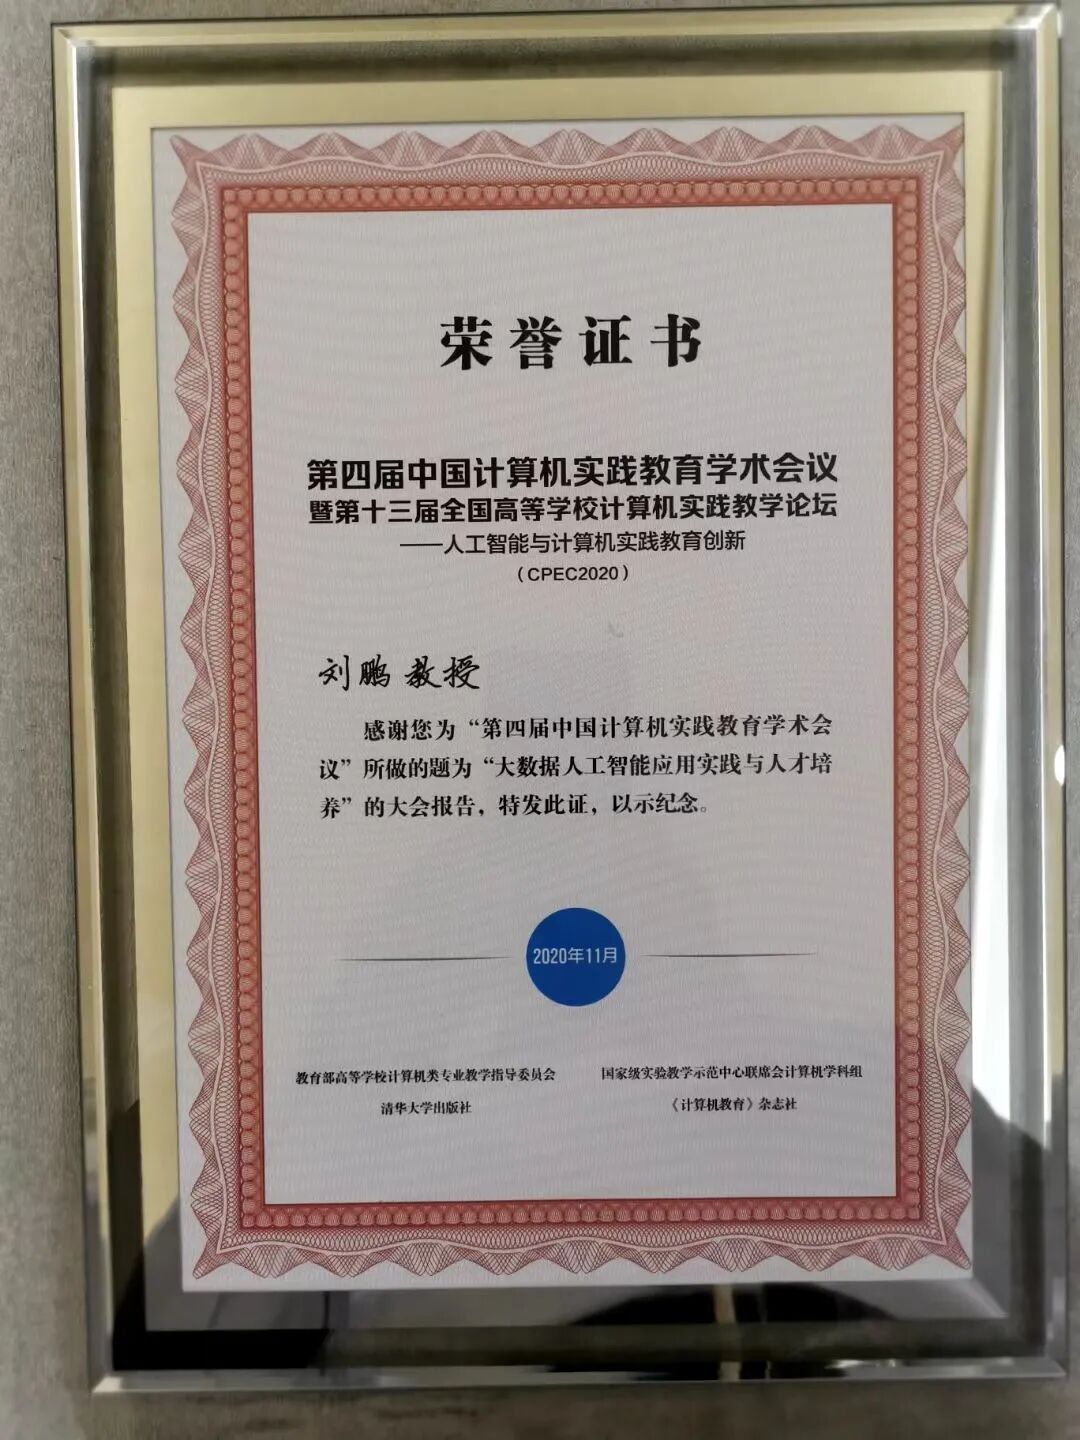 荣誉证书
第四届中国计算机实践教育学术会议
暨第十三届全国高等学校计算机实践教学论坛
——人工智能与计算机实践教育创新
（CPEC2020）
刘鹏 教授
感谢您为“第四届中国计算机实践教育学术会
议”所做的题为“大数据人工智能应用实践与人才培
养”的大会报告，特发此证，以示纪念。
2020年11月
教育部高等学校计算机类专业教学指导委员会
国家级实验教学示范中心联席会计算机学科组
清华大学出版社
《计算机教育》杂志社